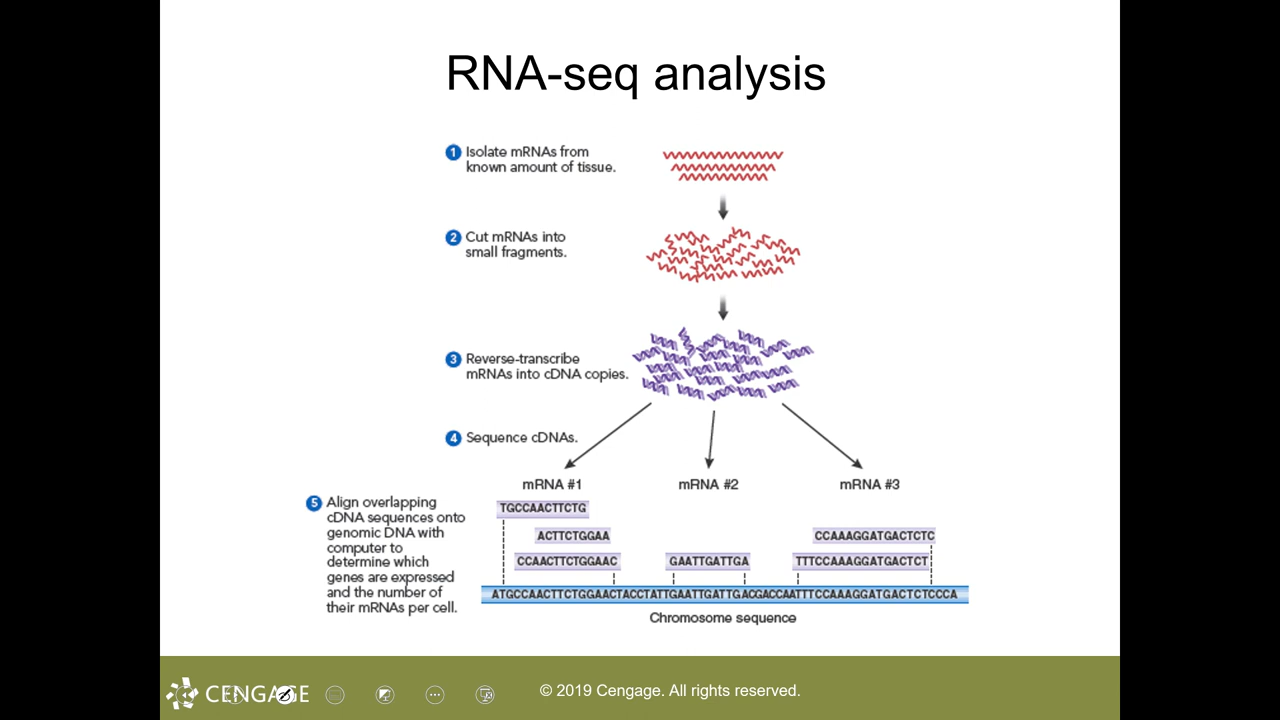 RNA-seq analysis
1 Isolate mRNAs from
known amount of tissue.
2 Cut mRNAs into
small fragments.
3 Reverse-transcribe
mRNAs into cDNA copies.
4 Sequence cDNAs.
mRNA #1
mRNA #2
mRNA #3
5 Align overlapping
cDNA sequences onto
genomic DNA with
computer to
determine which
genes are expressed
and the number of
their mRNAs per cell.
TGCCAACTTCTG
ACTTCTGGAA
CCAAAGGATGACTCTC
CCAACTTCTGGAAC
GAATTGATTGA
TTTCCAAAGGATGACTCT
ATGCCAACTTCTGGAACTACCTATTGAATTGATTGACGACCAATTTCCAAAGGATGACTCTCCCA
Chromosome sequence
CENGAGE
© 2019 Cengage. All rights reserved.